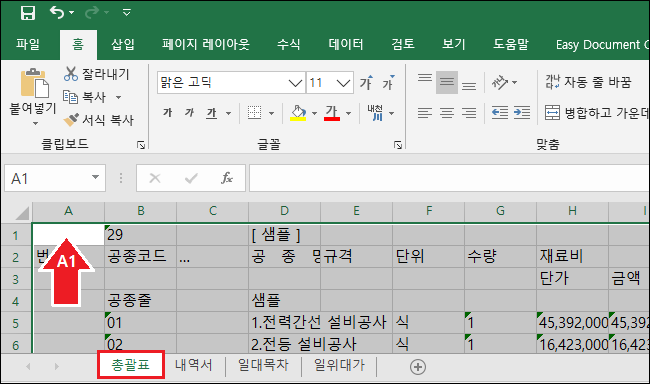 파일 홈 삽입 페이지 레이아웃 수식 데이터 검토 보기 도움말 Easy Document C
붙여넣기 잘라내기 맑은 고딕 11 가 가 자동 줄 바꿈
복사
서식 복사 가 가 가 가 내천 병합하고 가운데
클립보드 글꼴 맞춤
A1 fx
A B C D E F G H I
1 29 [ 샘플 ]
2 번 공종코드 ... 공 종 명 규격 단위 수량 재료비
A1
3 단가 금액
4 공종줄 샘플
5 01 1.전력간선 설비공사 식 1 45,392,000 45,39
6 02 2.전등 설비공사 식 1 16,423,000 16,42
총괄표 내역서 일대목차 일위대가